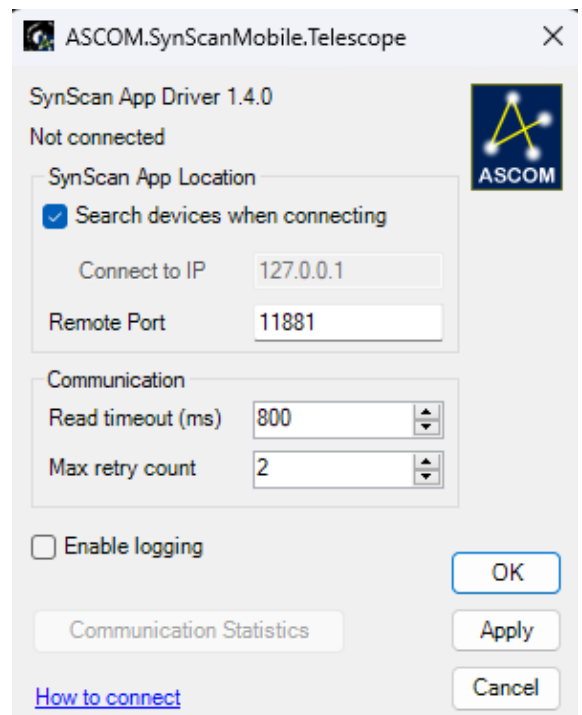 ASCOM.SynScanMobile.Telescope
SynScan App Driver 1.4.0
Not connected
ASCOM
SynScan App Location
Search devices when connecting
Connect to IP 127.0.0.1
Remote Port 11881
Communication
Read timeout (ms) 800
Max retry count 2
Enable logging
OK
Communication Statistics Apply
How to connect Cancel